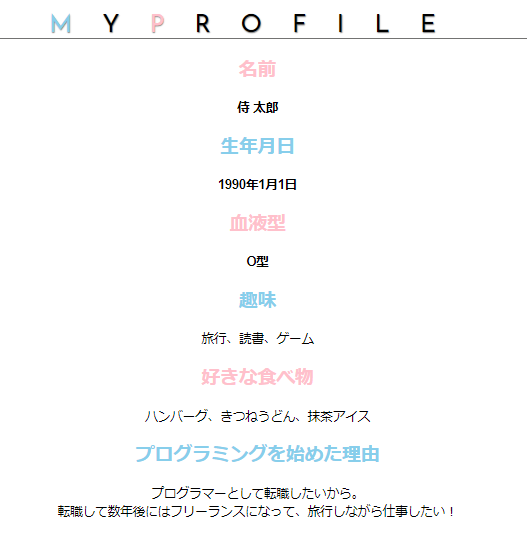 MY PROFILE
名前
侍 太郎
生年月日
1990年1月1日
血液型
O型
趣味
旅行、読書、ゲーム
好きな食べ物
ハンバーグ、きつねうどん、抹茶アイス
プログラミングを始めた理由
プログラマーとして転職したいから。
転職して数年後にはフリーランスになって、旅行しながら仕事したい！